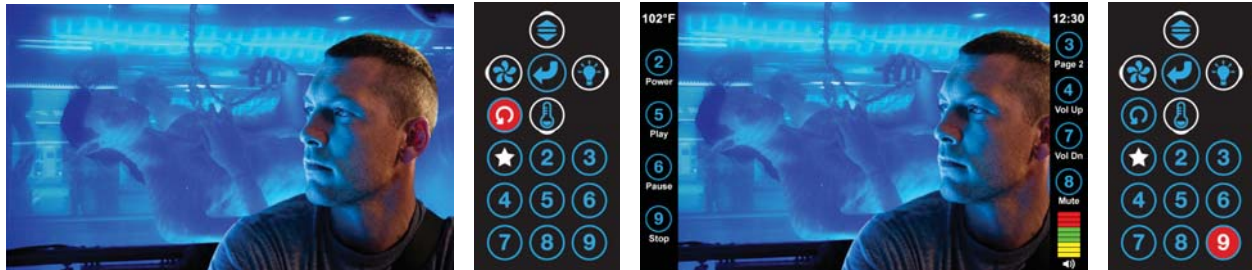 2 3
4 5 6
7 8 9
102°F
2
Power
5
Play
6
Pause
9
Stop
12:30
3
Page 2
4
Vol Up
7
Vol Dn
8
Mute
2 3
4 5 6
7 8 9